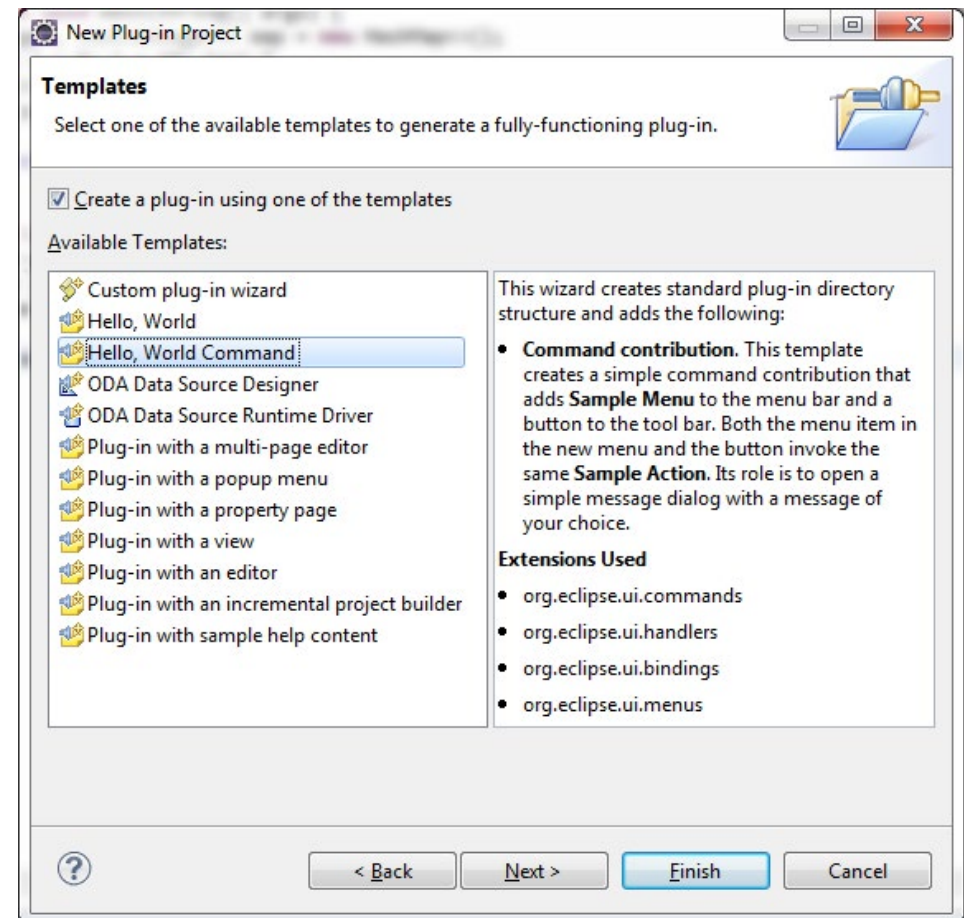 New Plug-in Project
Templates
Select one of the available templates to generate a fully-functioning plug-in.
Create a plug-in using one of the templates
Available Templates:
Custom plug-in wizard
Hello, World
Hello, World Command
ODA Data Source Designer
ODA Data Source Runtime Driver
Plug-in with a multi-page editor
Plug-in with a popup menu
Plug-in with a property page
Plug-in with a view
Plug-in with an editor
Plug-in with an incremental project builder
Plug-in with sample help content
This wizard creates standard plug-in directory
structure and adds the following:
• Command contribution. This template
creates a simple command contribution that
adds Sample Menu to the menu bar and a
button to the tool bar. Both the menu item in
the new menu and the button invoke the
same Sample Action. Its role is to open a
simple message dialog with a message of
your choice.
Extensions Used
• org.eclipse.ui.commands
• org.eclipse.ui.handlers
• org.eclipse.ui.bindings
• org.eclipse.ui.menus
?
< Back
Next >
Finish
Cancel